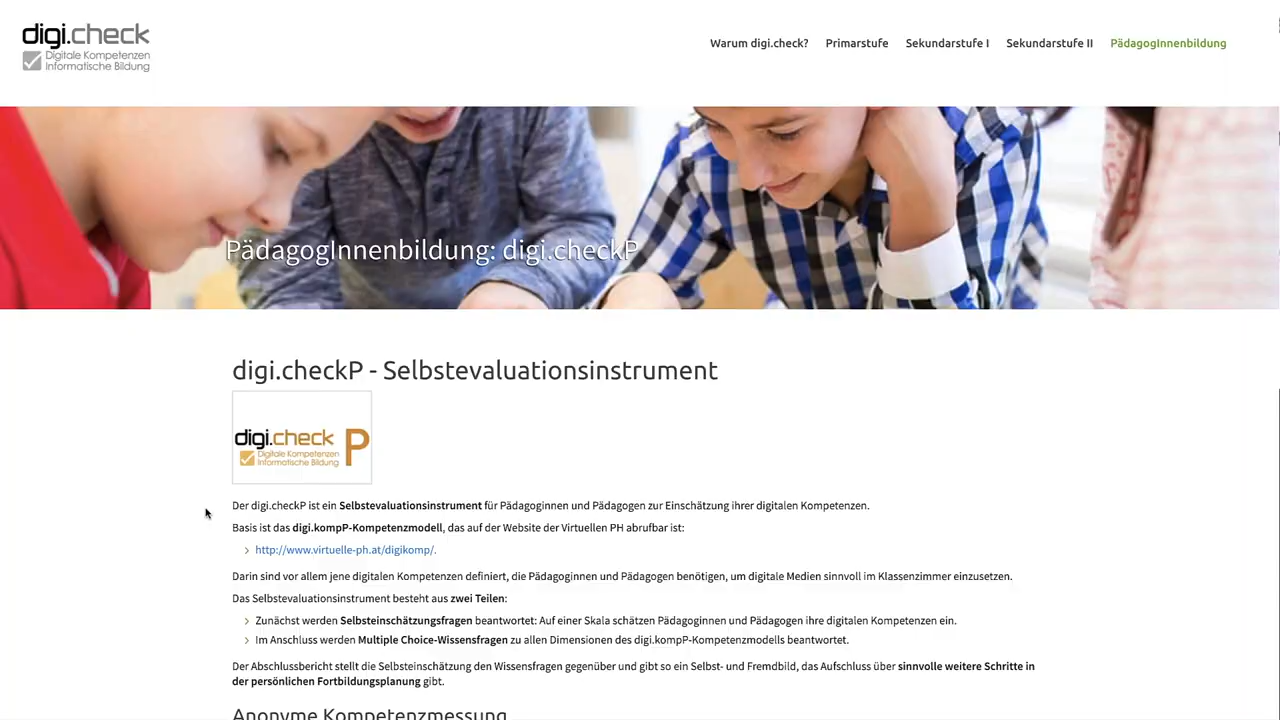 digi.check
Digitale Kompetenzen
Informatische Bildung
Warum digi.check? Primarstufe Sekundarstufe I Sekundarstufe II PädagogInnenbildung
PädagogInnenbildung: digi.checkP
digi.checkP - Selbstevaluationsinstrument
digi.check P
Digitale Kompetenzen
Informatische Bildung
Der digi.checkP ist ein Selbstevaluationsinstrument für Pädagoginnen und Pädagogen zur Einschätzung ihrer digitalen Kompetenzen.
Basis ist das digi.kompP-Kompetenzmodell, das auf der Website der Virtuellen PH abrufbar ist:
http://www.virtuelle-ph.at/digikomp/.
Darin sind vor allem jene digitalen Kompetenzen definiert, die Pädagoginnen und Pädagogen benötigen, um digitale Medien sinnvoll im Klassenzimmer einzusetzen.
Das Selbstevaluationsinstrument besteht aus zwei Teilen:
Zunächst werden Selbsteinschätzungsfragen beantwortet: Auf einer Skala schätzen Pädagoginnen und Pädagogen ihre digitalen Kompetenzen ein.
Im Anschluss werden Multiple Choice-Wissensfragen zu allen Dimensionen des digi.kompP-Kompetenzmodells beantwortet.
Der Abschlussbericht stellt die Selbsteinschätzung den Wissensfragen gegenüber und gibt so ein Selbst- und Fremdbild, das Aufschluss über sinnvolle weitere Schritte in
der persönlichen Fortbildungsplanung gibt.
Anonyme Kompetenzmessung